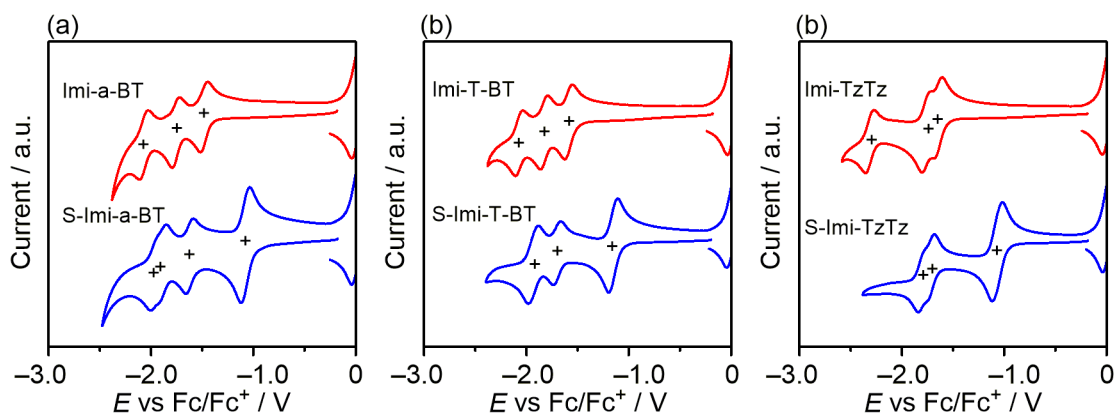 (a)
Imi-a-BT
S-Imi-a-BT
Current / a.u.
−3.0 −2.0 −1.0 0
E vs Fc/Fc⁺ / V
(b)
Imi-T-BT
S-Imi-T-BT
Current / a.u.
−3.0 −2.0 −1.0 0
E vs Fc/Fc⁺ / V
(b)
Imi-TzTz
S-Imi-TzTz
Current / a.u.
−3.0 −2.0 −1.0 0
E vs Fc/Fc⁺ / V